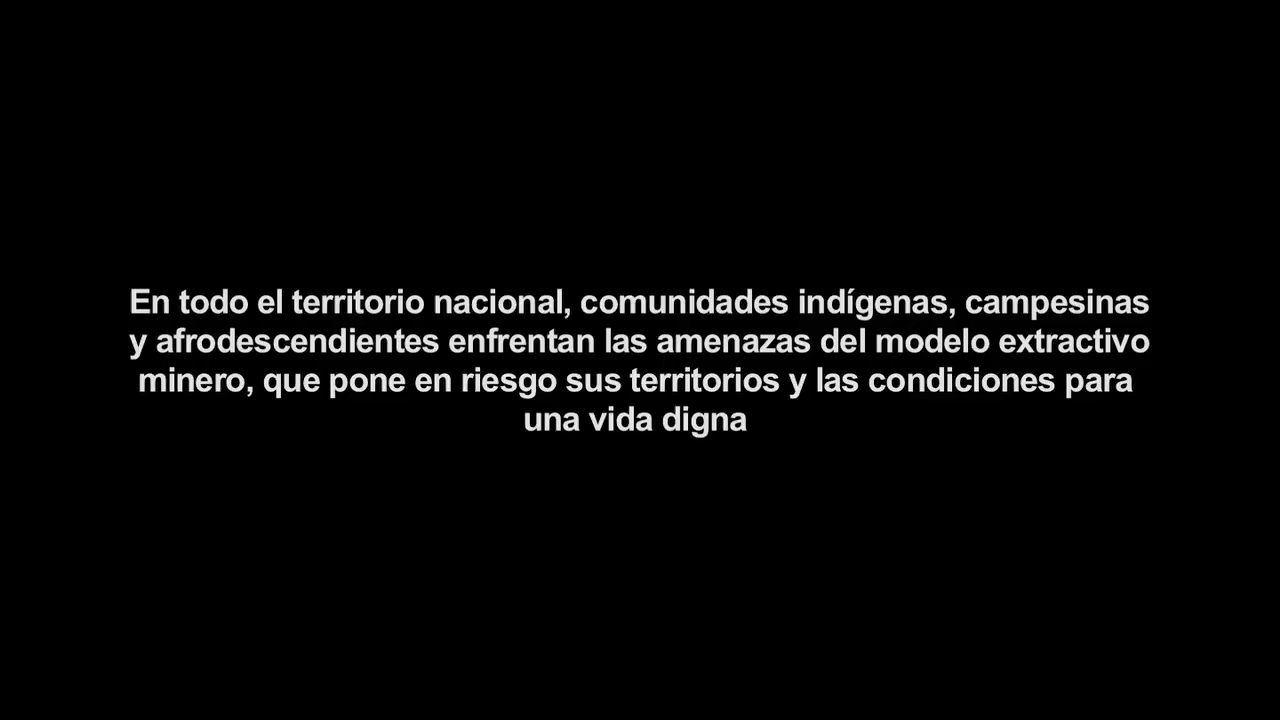 En todo el territorio nacional, comunidades indígenas, campesinas
y afrodescendientes enfrentan las amenazas del modelo extractivo
minero, que pone en riesgo sus territorios y las condiciones para
una vida digna